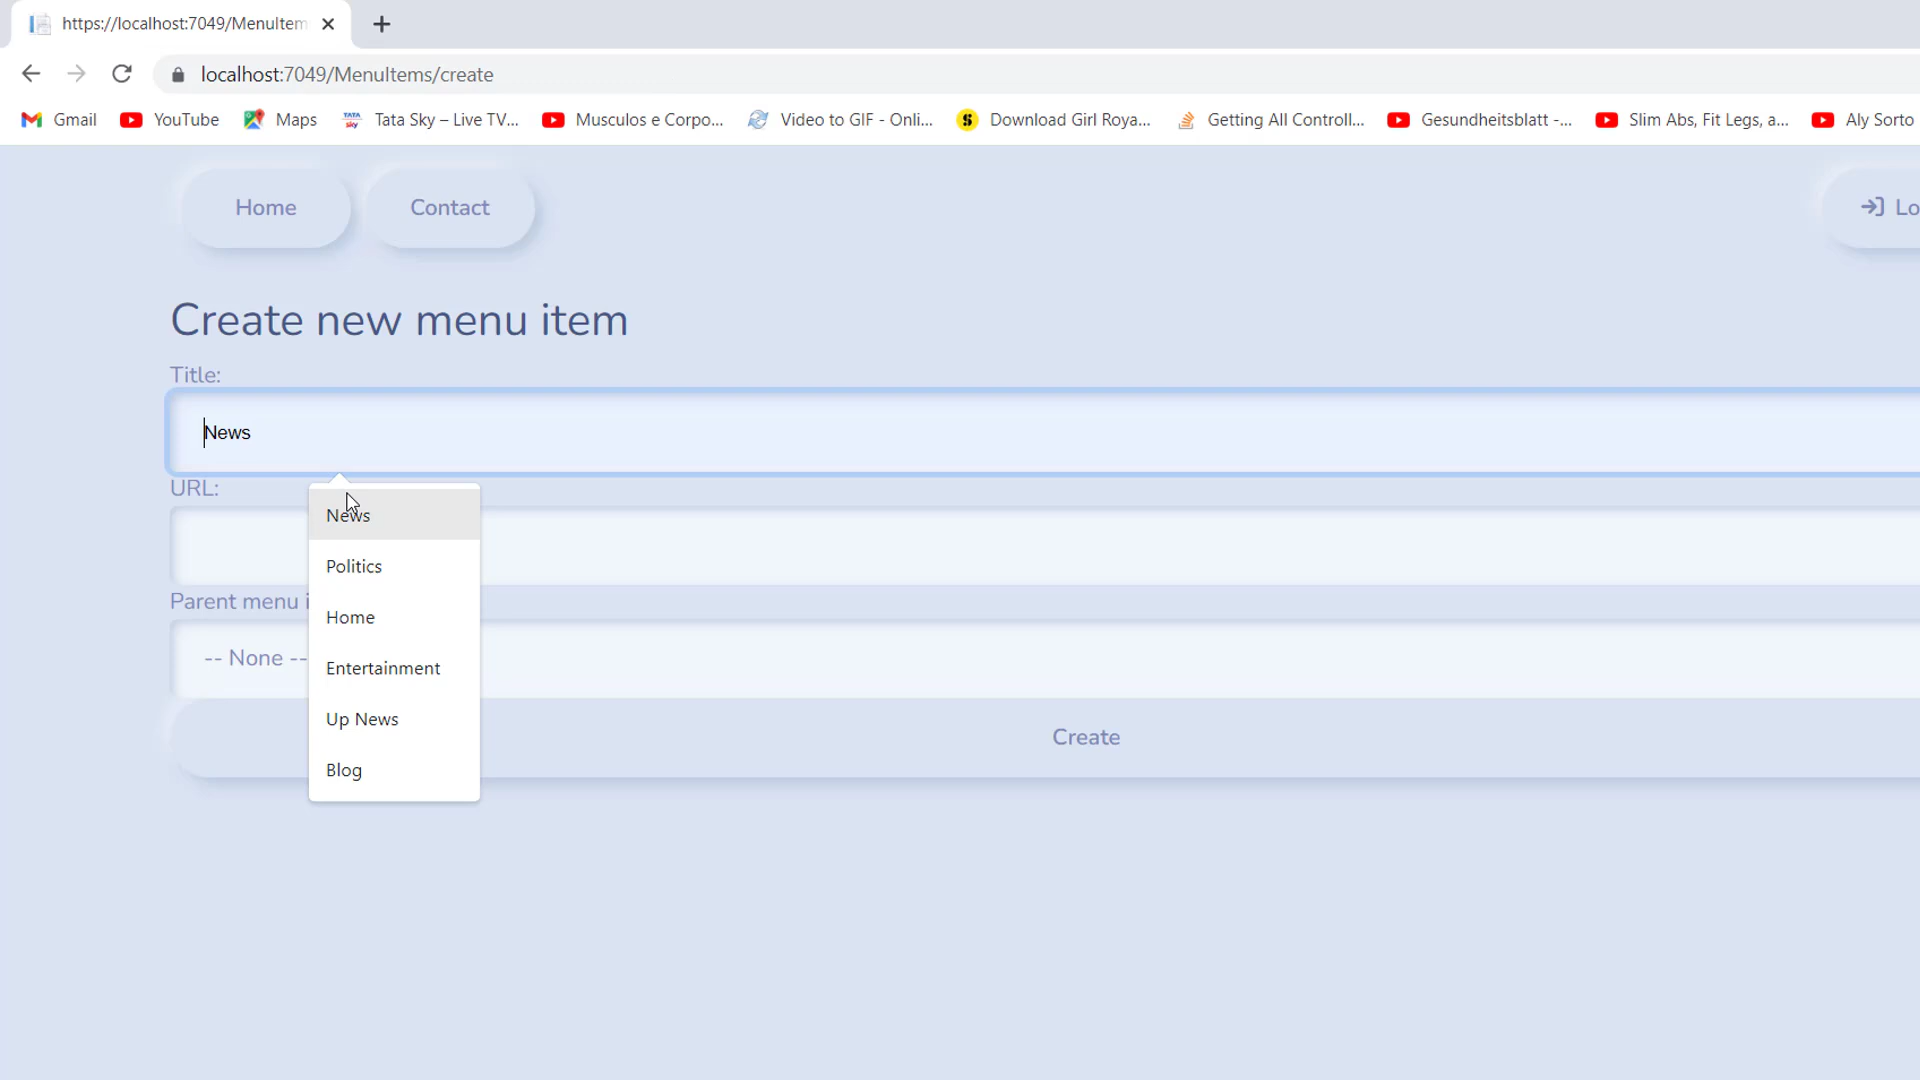 https://localhost:7049/MenuItem
localhost:7049/MenuItems/create
Gmail YouTube Maps Tata Sky – Live TV... Musculos e Corpo... Video to GIF - Onli... Download Girl Roya... Getting All Controll... Gesundheitsblatt -... Slim Abs, Fit Legs, a... Aly Sorto
Home Contact Lo
Create new menu item
Title:
News
URL:
News
Politics
Parent menu i
Home
-- None --
Entertainment
Up News
Create
Blog